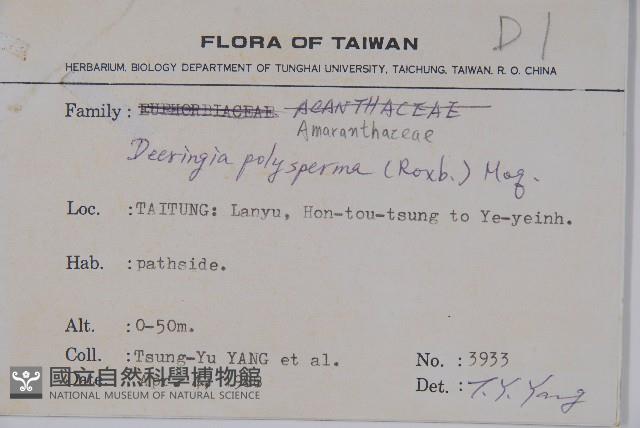 D1
FLORA OF TAIWAN
HERBARIUM, BIOLOGY DEPARTMENT OF TUNGHAI UNIVERSITY, TAICHUNG, TAIWAN, R. O. CHINA
Family : EUPHORBIACEAE. ACANTHACEAE
Amaranthaceae
Deeringia polysperma (Roxb.) Moq.
Loc. : TAITUNG: Lanyu, Hon-tou-tsung to Ye-yeinh.
Hab. : pathside.
Alt. : 0-50m.
Coll. : Tsung-Yu YANG et al. No. : 3933
Date Det. : T. Y. Yang
國立自然科學博物館
NATIONAL MUSEUM OF NATURAL SCIENCE